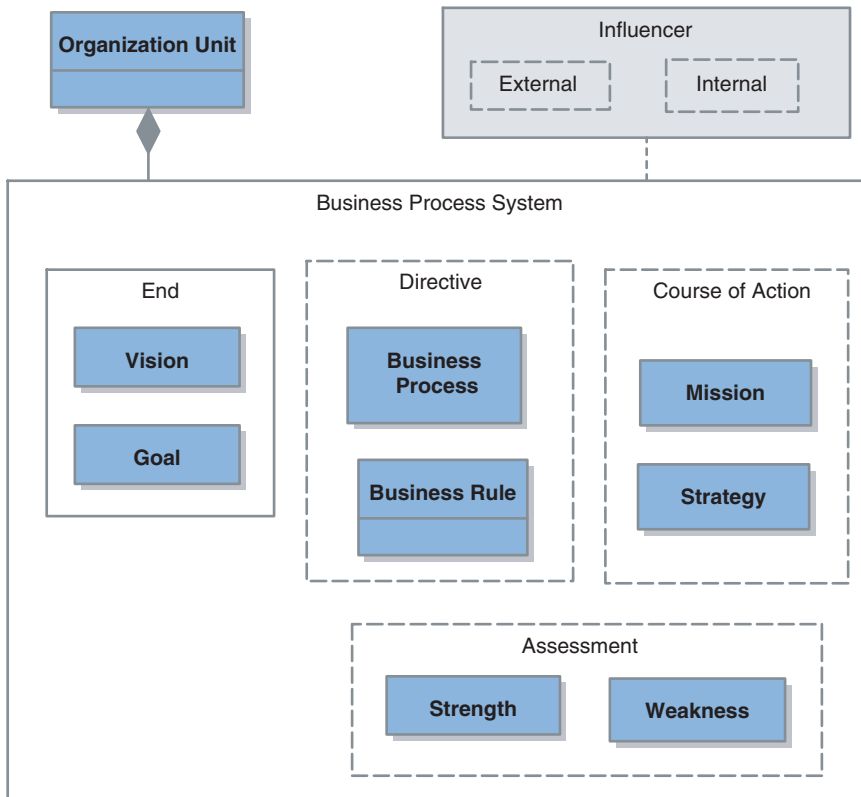 Organization Unit
Influencer
External
Internal
Business Process System
End
Vision
Goal
Directive
Business
Process
Business Rule
Course of Action
Mission
Strategy
Assessment
Strength
Weakness